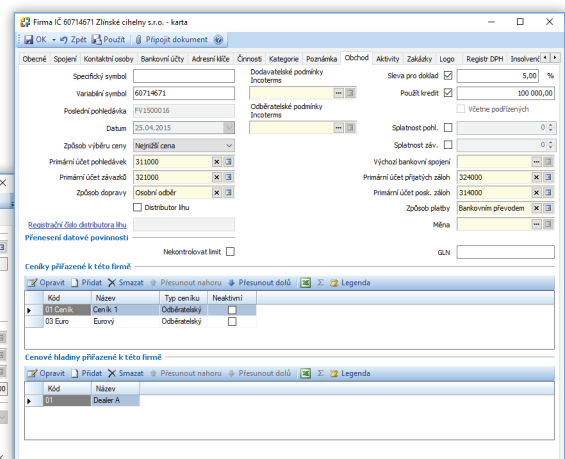 Firma IČ 60714671 Zlínské cihelny s.r.o. - karta
OK Zpět Použít Připojit dokument
Obecné Spojení Kontaktní osoby Bankovní účty Adresní klíče Činnosti Kategorie Poznámka Obchod Aktivity Zakázky Logo Registr DPH Insolvenč
Specifický symbol Dodavatelské podmínky Incoterms Sleva pro doklad 5,00 %
Variabilní symbol 60714671 Použít kredit 100 000,00
Poslední pohledávka FV1500016 Odběratelské podmínky Incoterms Včetne podřízených
Datum 25.04.2015 Splatnost pohl. 0
Způsob výběru ceny Nejnižší cena Splatnost záv. 0
Primární účet pohledávek 311000 Výchozí bankovní spojení
Primární účet závazků 321000 Primární účet přijatých záloh 324000
Způsob dopravy Osobní odběr Primární účet posk. záloh 314000
Distributor lihu Způsob platby Bankovním převodem
Registrační číslo distributora lihu Měna
Přenesení datové povinnosti
Nekontrolovat limit GLN
Ceníky přiřazené k této firmě
Opravit Přidat Smazat Přesunout nahoru Přesunout dolů Σ Legenda
Kód Název Typ ceníku Neaktivní
01 Ceník Ceník 1 Odběratelský
03 Euro Eurový Odběratelský
Cenové hladiny přiřazené k této firmě
Opravit Přidat Smazat Přesunout nahoru Přesunout dolů Σ Legenda
Kód Název
01 Dealer A